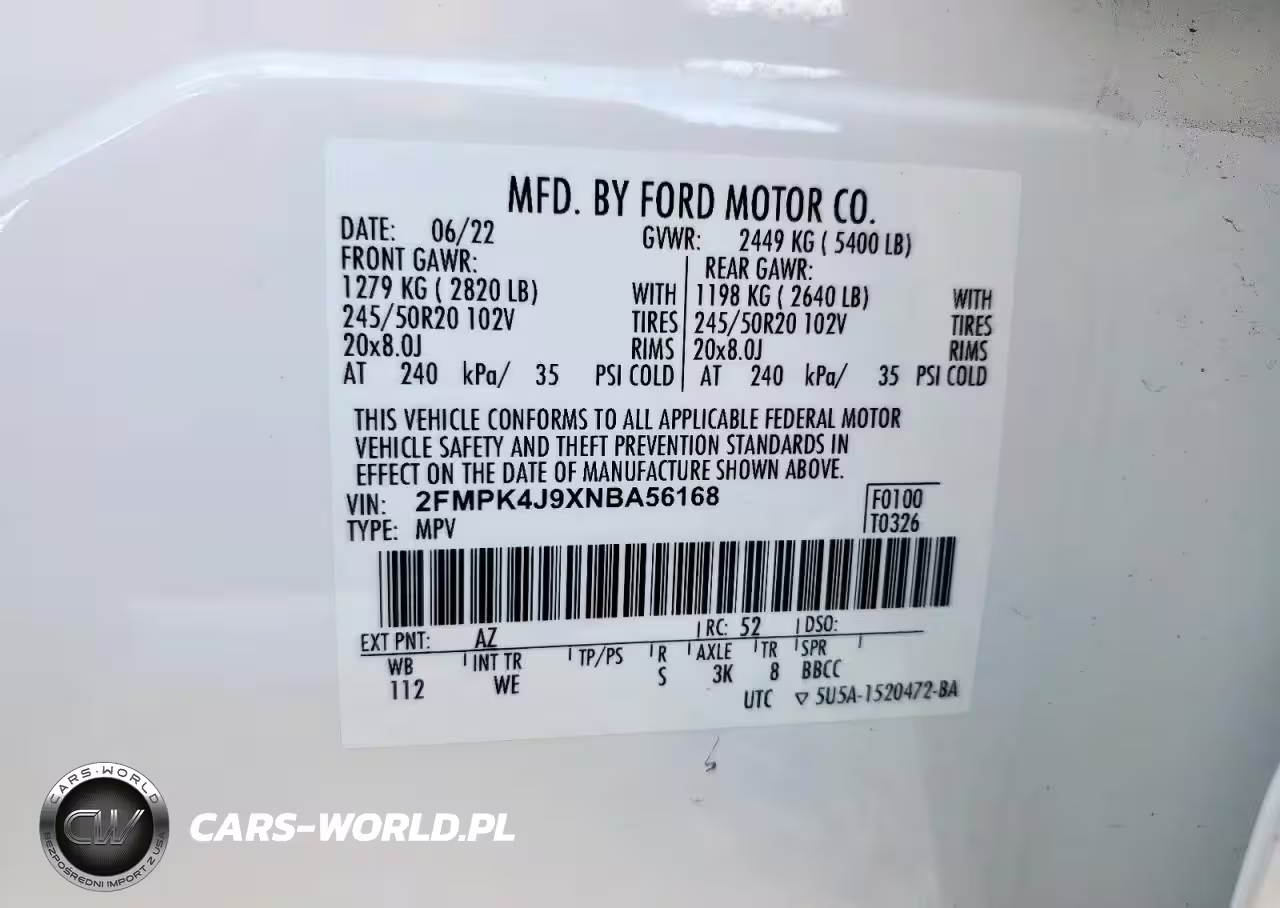 MFD. BY FORD MOTOR CO.
DATE: 06/22 GVWR: 2449 KG ( 5400 LB)
FRONT GAWR: REAR GAWR:
1279 KG ( 2820 LB) WITH 1198 KG ( 2640 LB) WITH
245/50R20 102V TIRES 245/50R20 102V TIRES
20x8.0J RIMS 20x8.0J RIMS
AT 240 kPa/ 35 PSI COLD AT 240 kPa/ 35 PSI COLD
THIS VEHICLE CONFORMS TO ALL APPLICABLE FEDERAL MOTOR
VEHICLE SAFETY AND THEFT PREVENTION STANDARDS IN
EFFECT ON THE DATE OF MANUFACTURE SHOWN ABOVE.
VIN: 2FMPK4J9XNBA56168 F0100
TYPE: MPV T0326
EXT PNT: AZ RC: 52 DSO:
WB INT TR TP/PS R AXLE TR SPR
112 WE S 3K 8 BBCC
UTC ▽ 5U5A-1520472-BA
CARS-WORLD
CW
BEZPOŚREDNI IMPORT Z USA
CARS-WORLD.PL